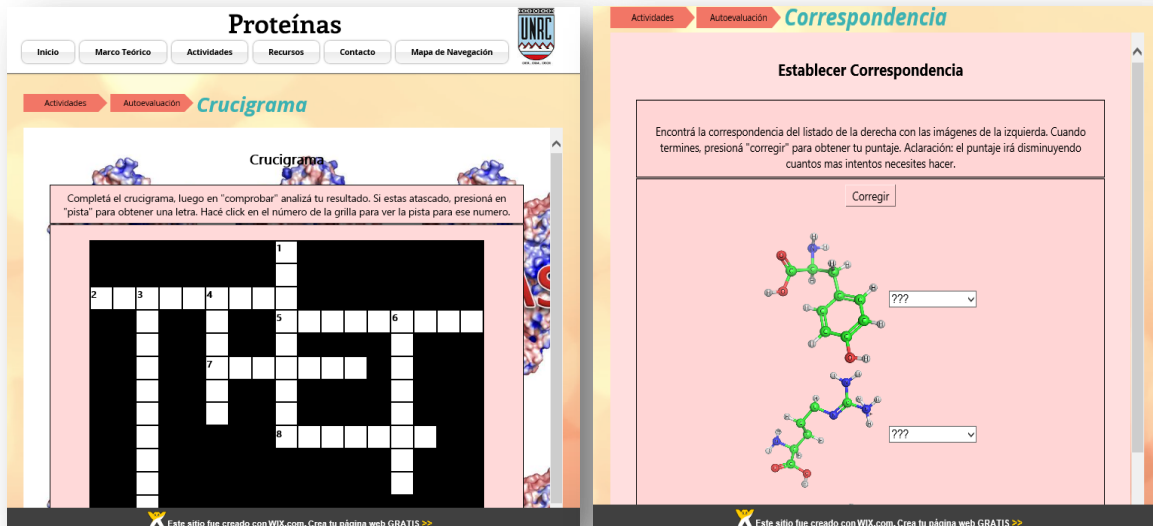 Proteínas
UNRC
Inicio Marco Teórico Actividades Recursos Contacto Mapa de Navegación
Actividades Autoevaluación Crucigrama
Crucigrama
Completá el crucigrama, luego en "comprobar" analizá tu resultado. Si estas atascado, presioná en
"pista" para obtener una letra. Hacé click en el número de la grilla para ver la pista para ese numero.
1
2 3 4
5 6
7
8
Este sitio fue creado con WIX.com. Crea tu página web GRATIS >>
Actividades Autoevaluación Correspondencia
Establecer Correspondencia
Encontrá la correspondencia del listado de la derecha con las imágenes de la izquierda. Cuando
termines, presioná "corregir" para obtener tu puntaje. Aclaración: el puntaje irá disminuyendo
cuantos mas intentos necesites hacer.
Corregir
???
???
Este sitio fue creado con WIX.com. Crea tu página web GRATIS >>